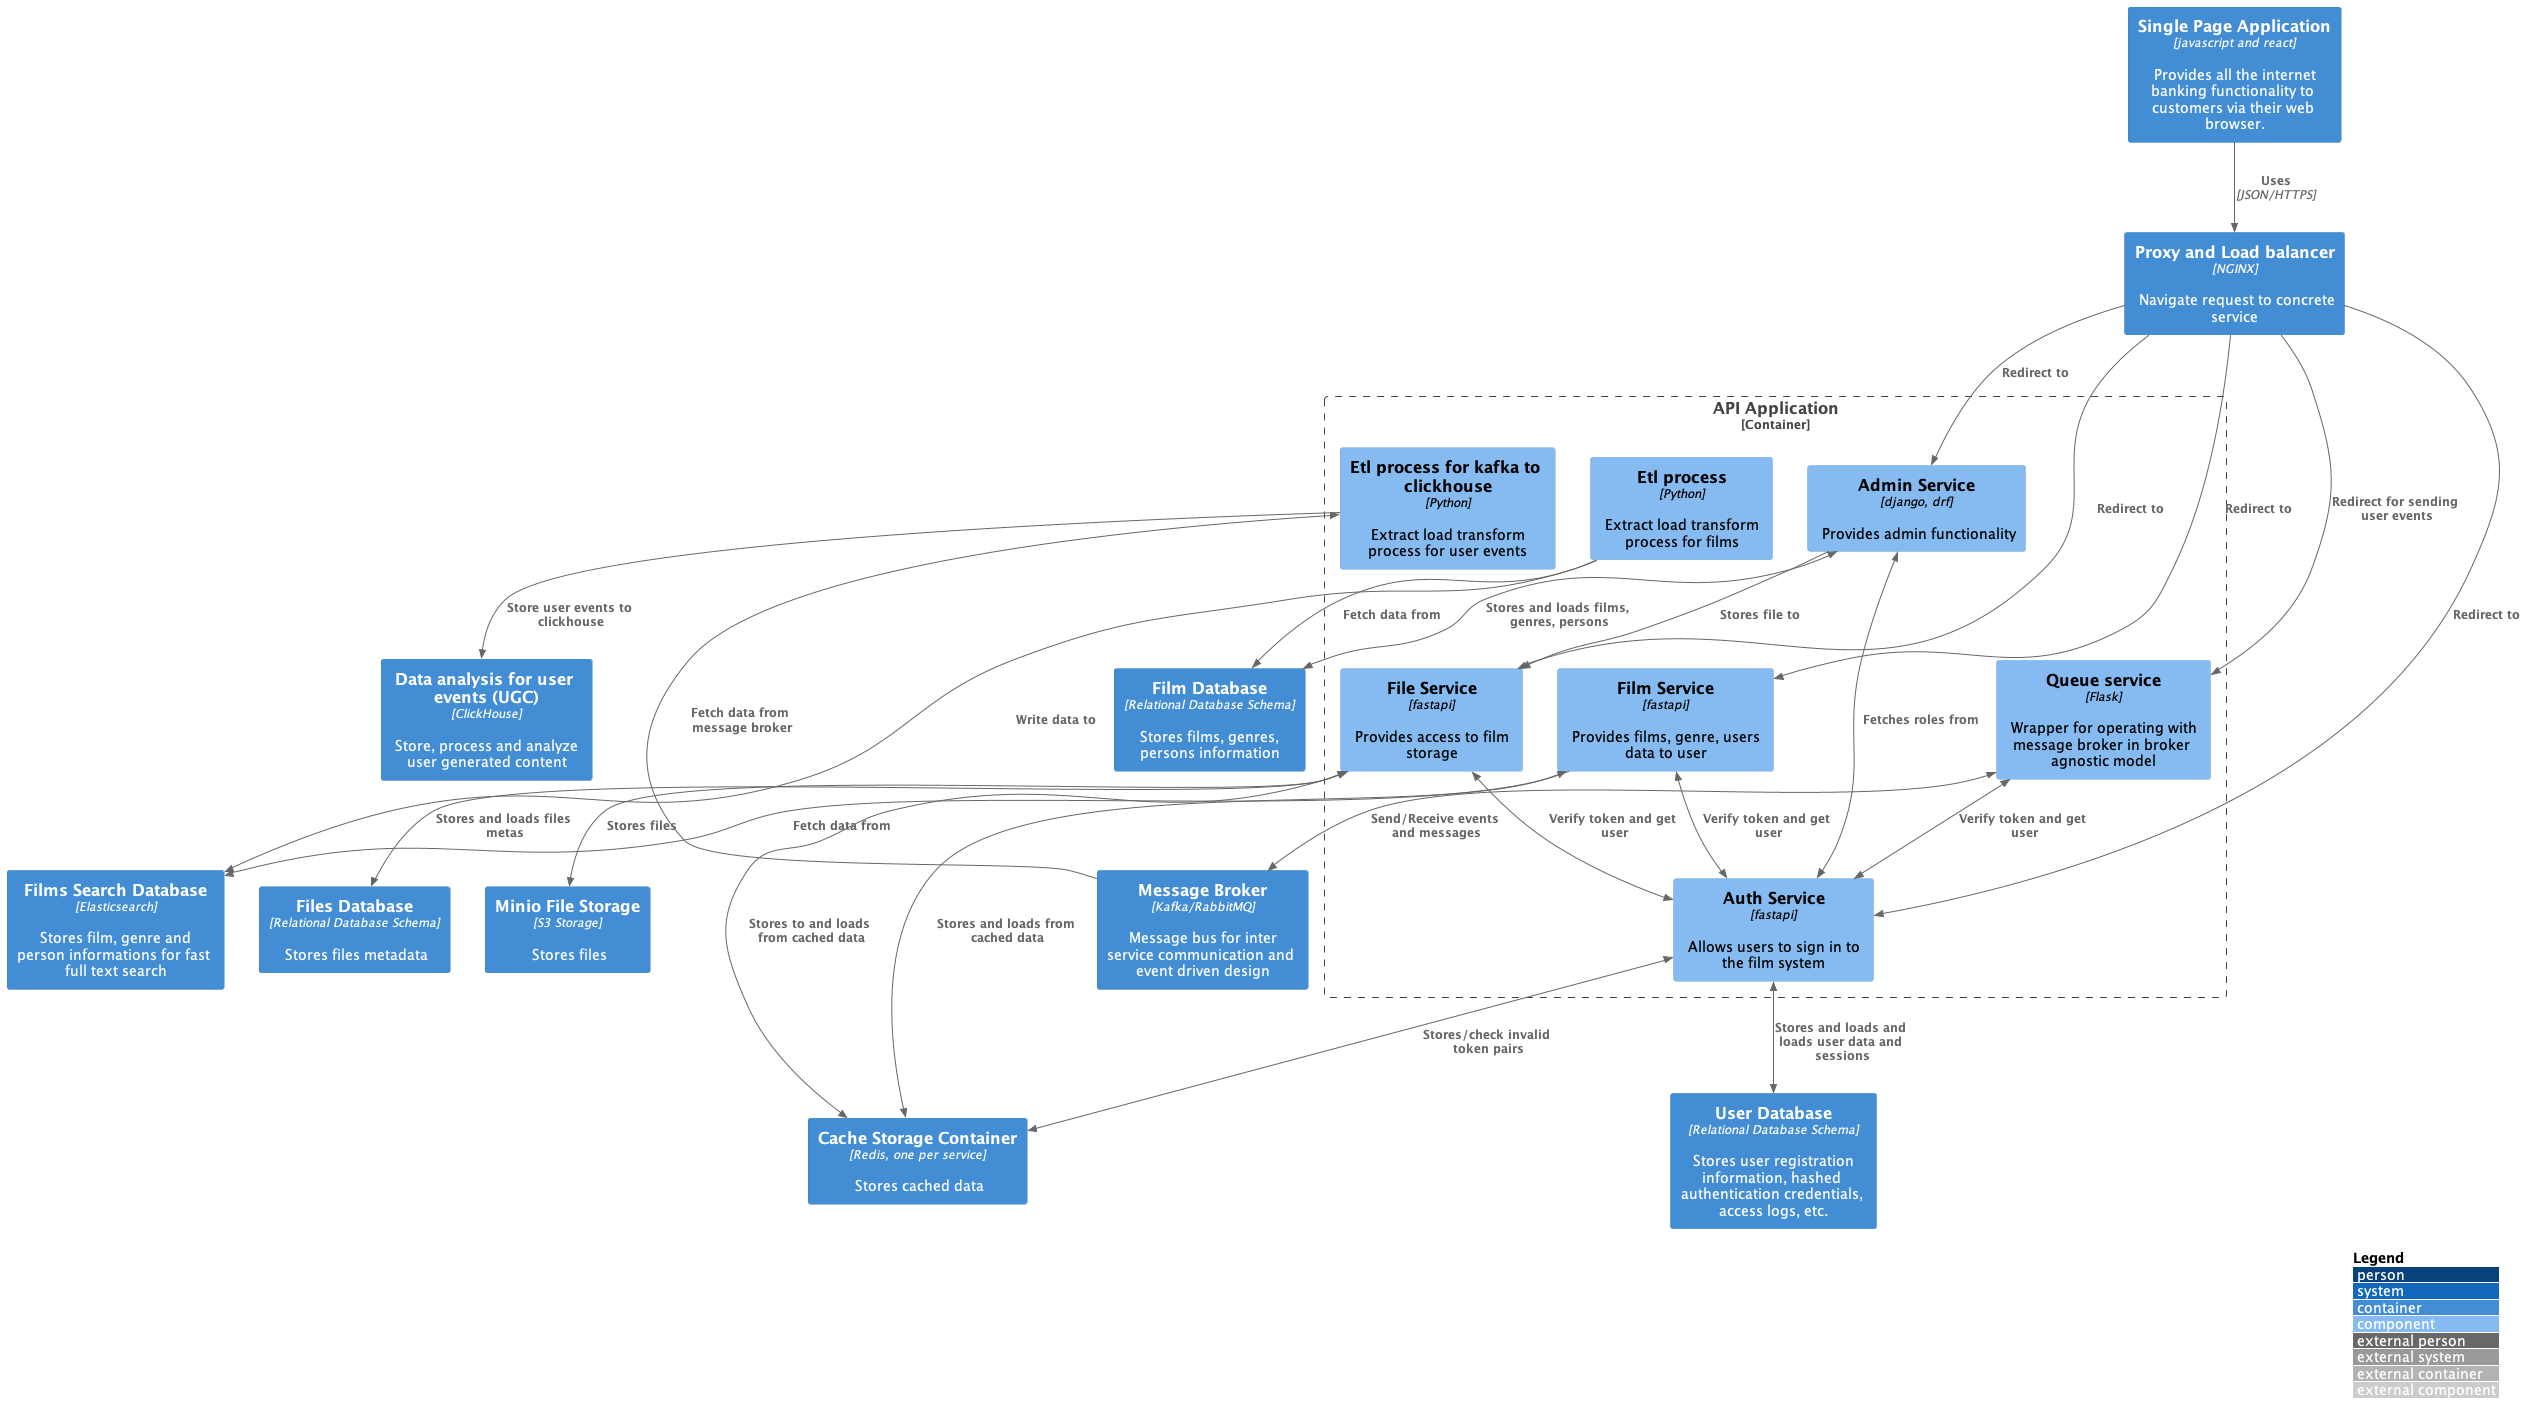 Single Page Application
[javascript and react]
Provides all the internet
banking functionality to
customers via their web
browser.
Uses
[JSON/HTTPS]
Proxy and Load balancer
[NGINX]
Navigate request to concrete
service
Redirect to
API Application
[Container]
Etl process for kafka to
clickhouse
[Python]
Extract load transform
process for user events
Etl process
[Python]
Extract load transform
process for films
Admin Service
[django, drf]
Provides admin functionality
Redirect to
Redirect to
Redirect for sending
user events
Redirect to
Store user events to
clickhouse
Fetch data from
Stores and loads films,
genres, persons
Stores file to
Data analysis for user
events (UGC)
[ClickHouse]
Store, process and analyze
user generated content
Fetch data from
message broker
Write data to
Film Database
[Relational Database Schema]
Stores films, genres,
persons information
File Service
[fastapi]
Provides access to film
storage
Film Service
[fastapi]
Provides films, genre, users
data to user
Fetches roles from
Queue service
[Flask]
Wrapper for operating with
message broker in broker
agnostic model
Stores and loads files
metas
Stores files
Fetch data from
Send/Receive events
and messages
Verify token and get
user
Verify token and get
user
Verify token and get
user
Films Search Database
[Elasticsearch]
Stores film, genre and
person informations for fast
full text search
Files Database
[Relational Database Schema]
Stores files metadata
Minio File Storage
[S3 Storage]
Stores files
Stores to and loads
from cached data
Stores and loads from
cached data
Message Broker
[Kafka/RabbitMQ]
Message bus for inter
service communication and
event driven design
Auth Service
[fastapi]
Allows users to sign in to
the film system
Stores/check invalid
token pairs
Stores and loads and
loads user data and
sessions
Cache Storage Container
[Redis, one per service]
Stores cached data
User Database
[Relational Database Schema]
Stores user registration
information, hashed
authentication credentials,
access logs, etc.
Legend
person
system
container
component
external person
external system
external container
external component